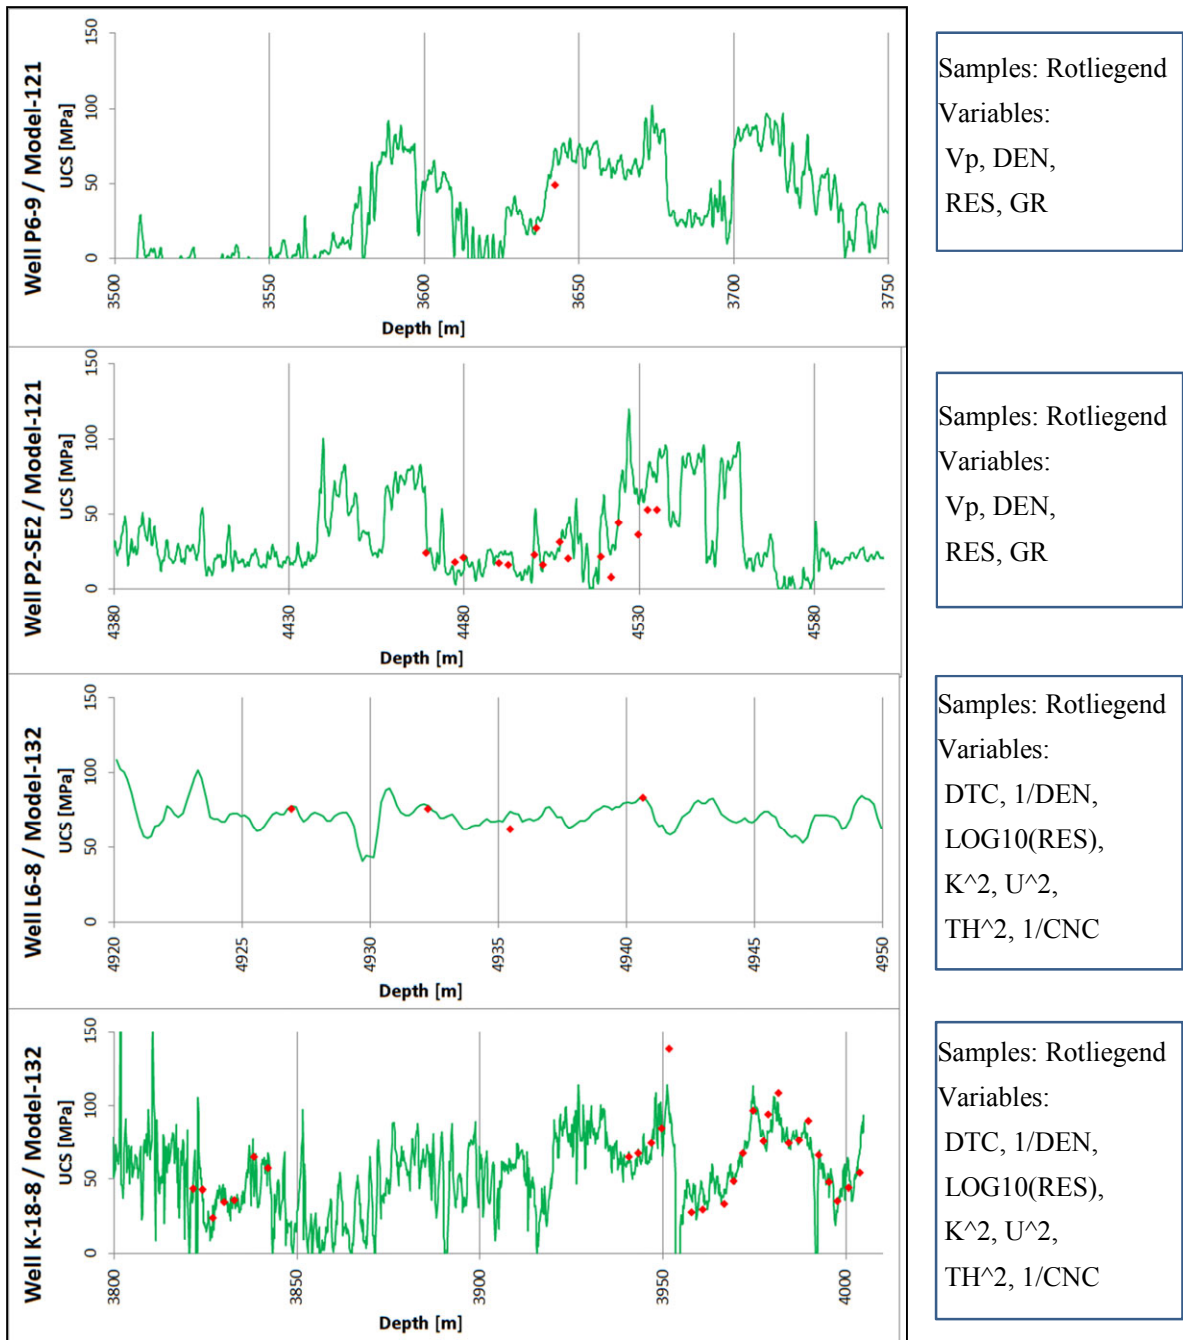 Well P6-9 / Model-121
UCS [MPa]
150
100
50
0
3500
3550
3600
3650
3700
3750
Depth [m]
Samples: Rotliegend
Variables:
Vp, DEN,
RES, GR
Well P2-SE2 / Model-121
UCS [MPa]
150
100
50
0
4380
4430
4480
4530
4580
Depth [m]
Samples: Rotliegend
Variables:
Vp, DEN,
RES, GR
Well L6-8 / Model-132
UCS [MPa]
150
100
50
0
4920
4925
4930
4935
4940
4945
4950
Depth [m]
Samples: Rotliegend
Variables:
DTC, 1/DEN,
LOG10(RES),
K^2, U^2,
TH^2, 1/CNC
Well K-18-8 / Model-132
UCS [MPa]
150
100
50
0
3800
3850
3900
3950
4000
Depth [m]
Samples: Rotliegend
Variables:
DTC, 1/DEN,
LOG10(RES),
K^2, U^2,
TH^2, 1/CNC